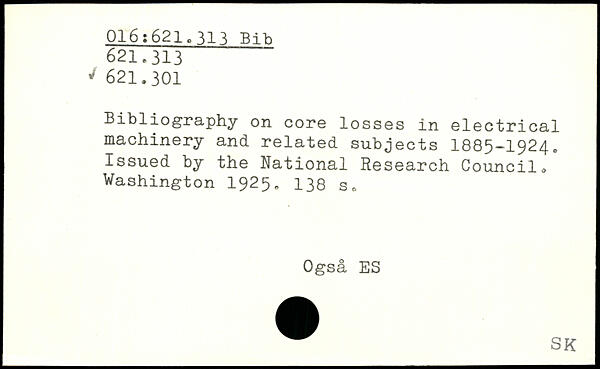 016:621.313 Bib
621.313
✓ 621.301
Bibliography on core losses in electrical
machinery and related subjects 1885-1924.
Issued by the National Research Council.
Washington 1925. 138 s.
Også ES
SK